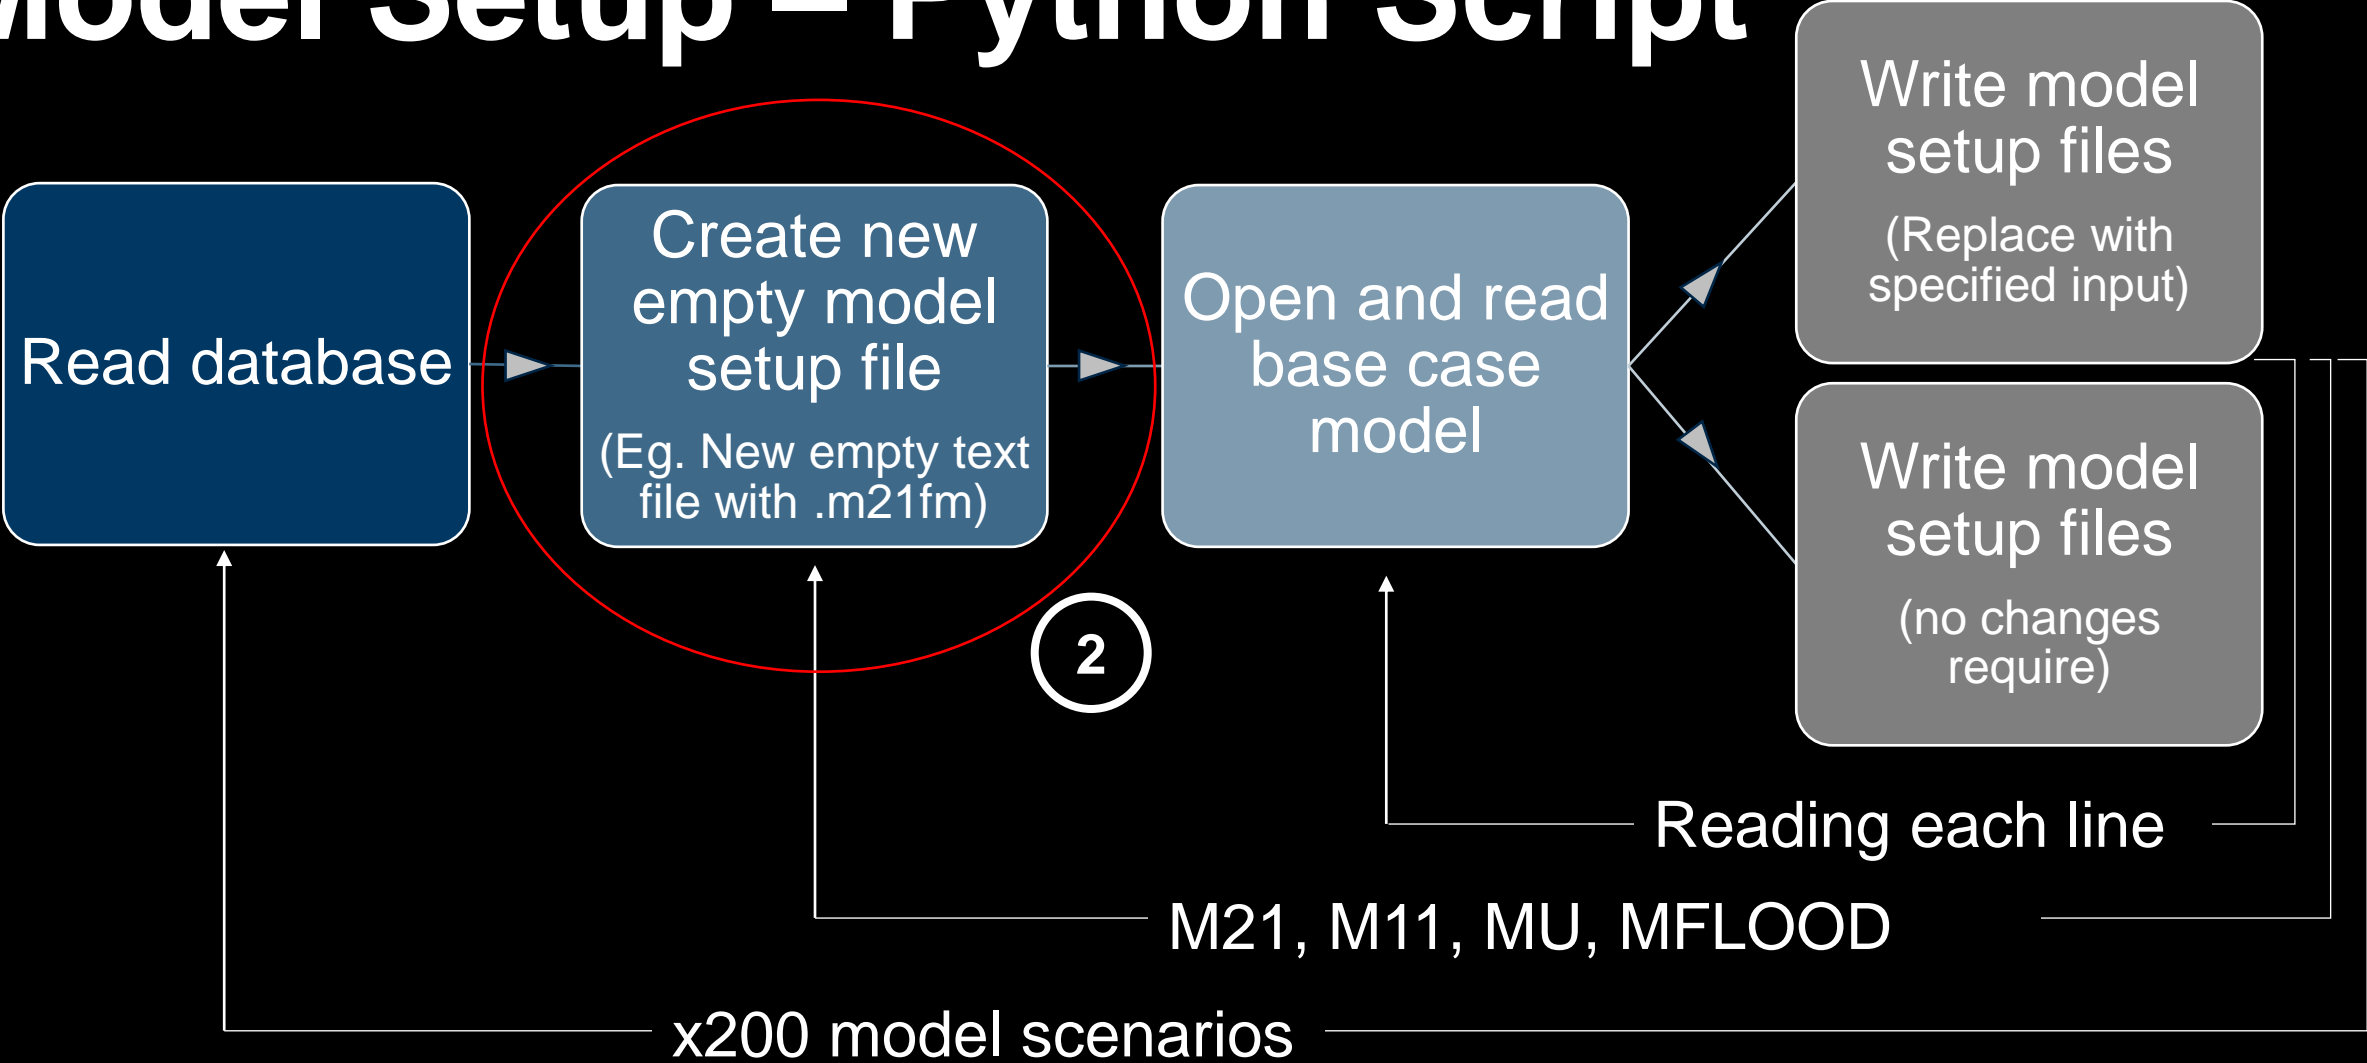 Model Setup – Python Script
Read database
Create new
empty model
setup file
(Eg. New empty text
file with .m21fm)
Open and read
base case
model
Write model
setup files
(Replace with
specified input)
Write model
setup files
(no changes
require)
2
Reading each line
M21, M11, MU, MFLOOD
x200 model scenarios